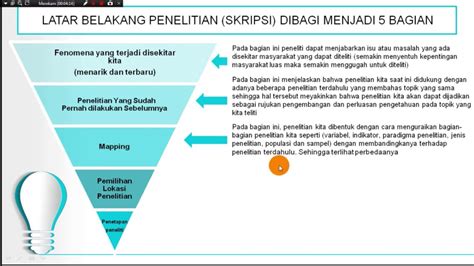 LATAR BELAKANG PENELITIAN (SKRIPSI) DIBAGI MENJADI 5 BAGIAN
Fenomena yang terjadi disekitar
kita
(menarik dan terbaru)
Pada bagian ini peneliti dapat menjabarkan isu atau masalah yang ada
disekitar masyarakat yang dapat diteliti (semakin menyentuh kepentingan
masyarakat luas maka semakin menggugah untuk diteliti)
Penelitian Yang Sudah
Pernah dilakukan Sebelumnya
Pada bagian ini menjelaskan bahwa penelitian kita saat ini didukung dengan
adanya beberapa penelitian terdahulu yang membahas topik yang sama
sehingga hal tersebut meyakinkan bahwa penelitian kita akan dapat dijadikan
sebagai rujukan pengembangan dan perluasan pengetahuan pada topik yang
kita teliti
Mapping
Pada bagian ini, penelitian kita dibentuk dengan cara menguraikan bagian-
bagian penelitian kita seperti (variabel, indikator, paradigma penelitian, jenis
penelitian, populasi dan sampel) dengan membandingkanya terhadap
penelitian terdahulu. Sehingga terlihat perbedaanya
Pemilihan
Lokasi
Penelitian
Penetapan